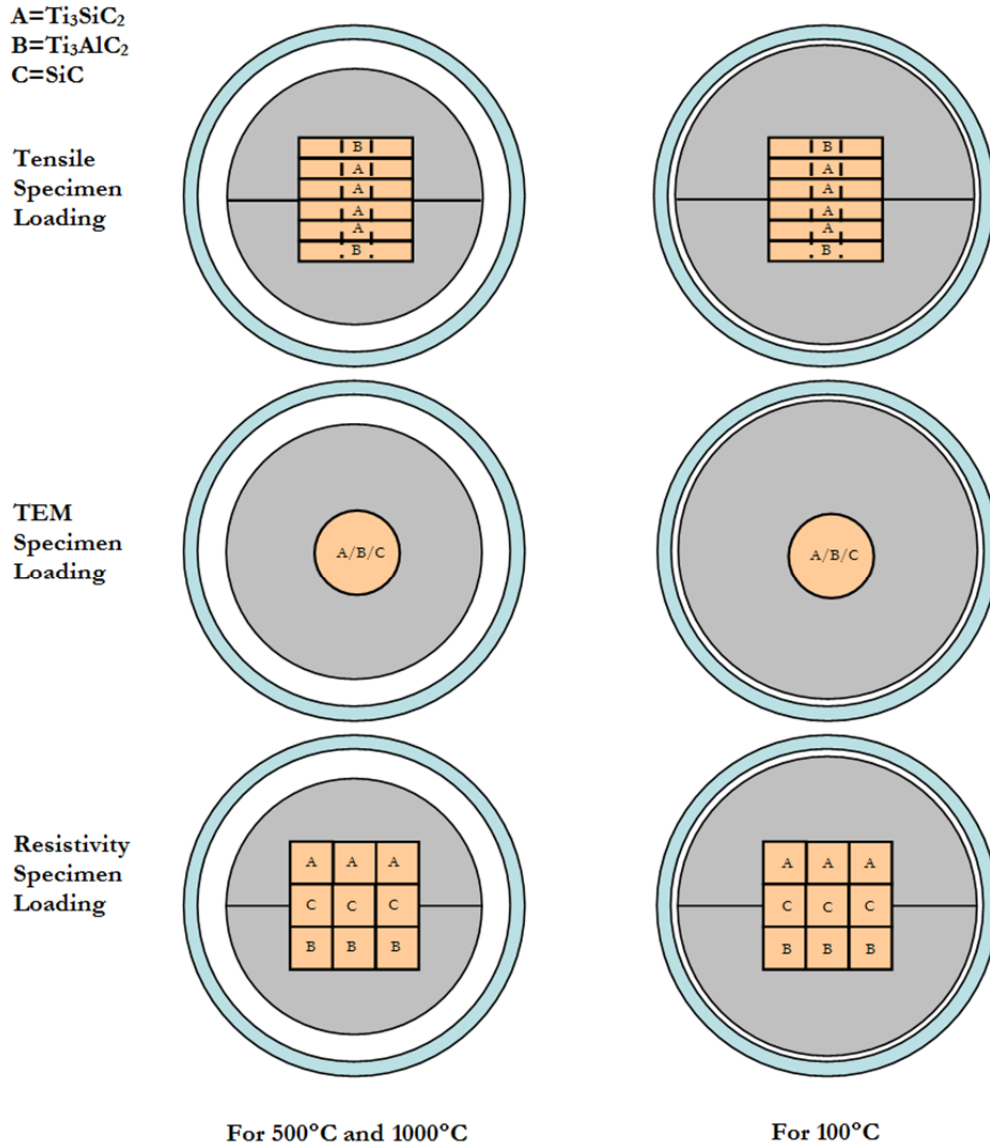 A=Ti₃SiC₂
B=Ti₃AlC₂
C=SiC
Tensile
Specimen
Loading
B
A
A
A
A
B
B
A
A
A
A
B
TEM
Specimen
Loading
A/B/C
A/B/C
Resistivity
Specimen
Loading
A A A
C C C
B B B
A A A
C C C
B B B
For 500°C and 1000°C
For 100°C